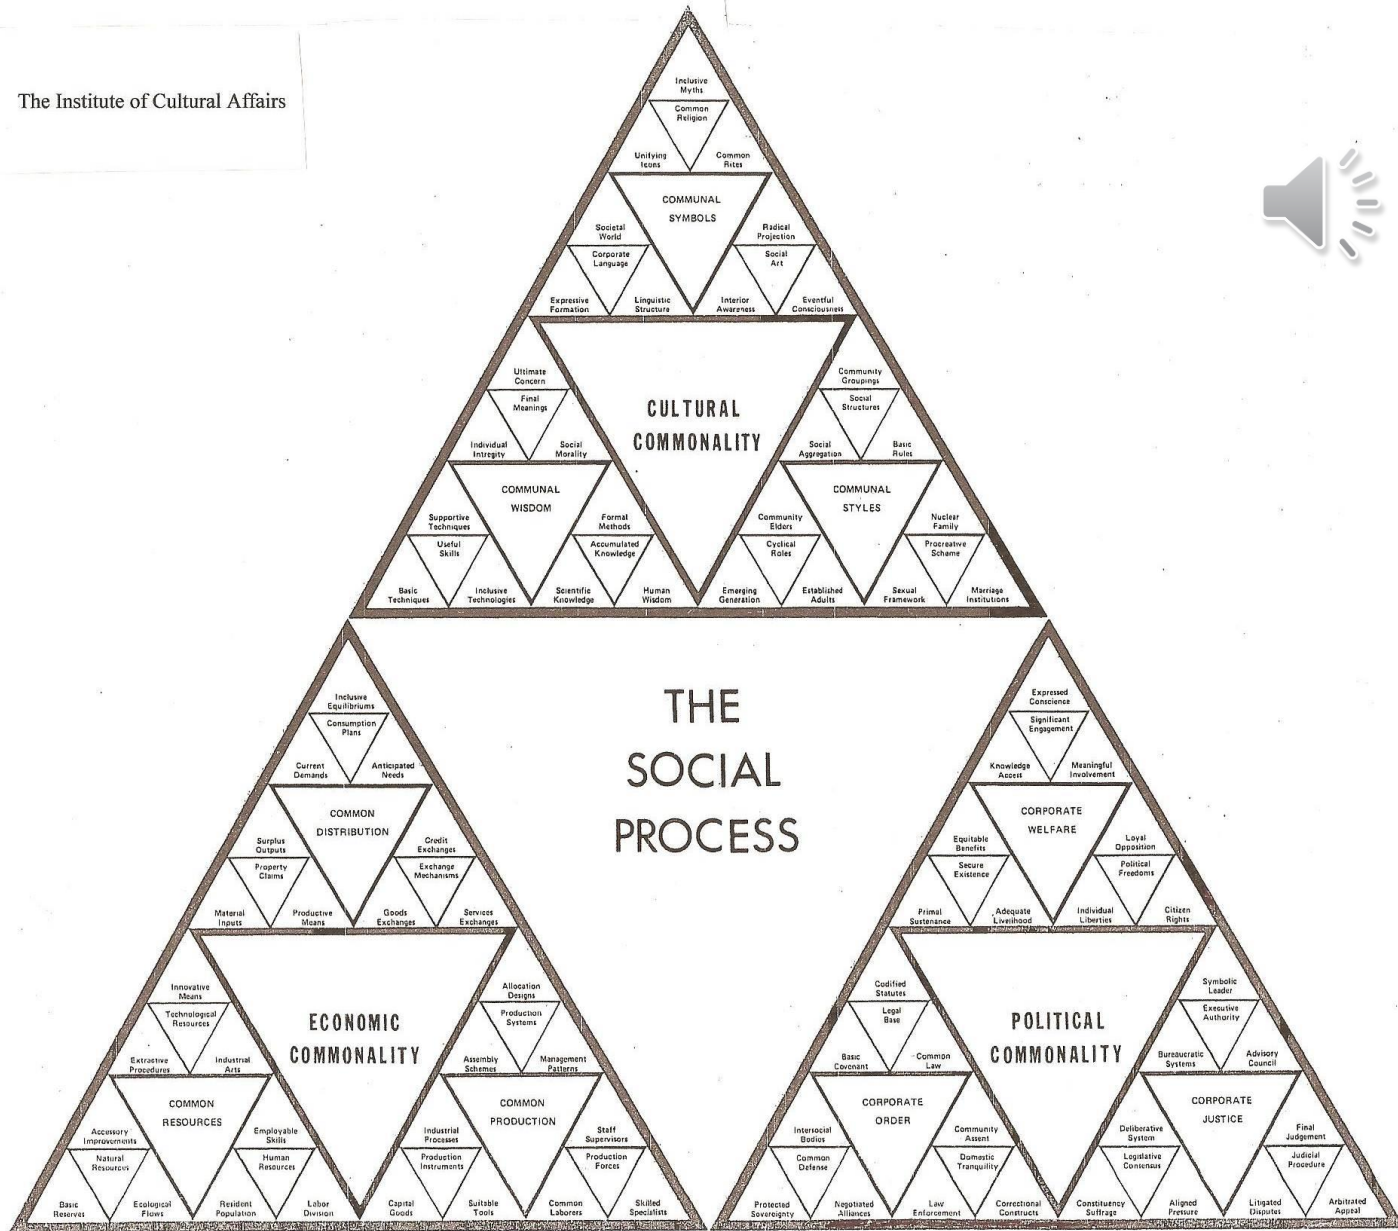 The Institute of Cultural Affairs
Inclusive
Myths
Common
Religion
Unifying
Icons
Common
Rites
COMMUNAL
SYMBOLS
Societal
World
Corporate
Language
Expressive
Formation
Linguistic
Structure
Radical
Projection
Social
Art
Interior
Awareness
Eventful
Consciousness
CULTURAL
COMMONALITY
Ultimate
Concern
Final
Meanings
Individual
Intregity
Social
Morality
COMMUNAL
WISDOM
Supportive
Techniques
Useful
Skills
Basic
Techniques
Inclusive
Technologies
Formal
Methods
Accumulated
Knowledge
Scientific
Knowledge
Human
Wisdom
Community
Groupings
Social
Structures
Social
Aggregation
Basic
Rules
COMMUNAL
STYLES
Community
Elders
Cyclical
Roles
Emerging
Generation
Established
Adults
Nuclear
Family
Procreative
Schame
Sexual
Framework
Marriage
Institutions
THE
SOCIAL
PROCESS
Inclusive
Equilibriums
Consumption
Plans
Current
Demands
Anticipated
Needs
COMMON
DISTRIBUTION
Surplus
Outputs
Property
Claims
Material
Inputs
Productive
Means
Credit
Exchanges
Exchange
Mechanisms
Goods
Exchanges
Services
Exchanges
ECONOMIC
COMMONALITY
Innovative
Means
Technological
Resources
Extractive
Procedures
Industrial
Arts
COMMON
RESOURCES
Accessory
Improvements
Natural
Resources
Basic
Reserves
Ecological
Flows
Employable
Skills
Human
Resources
Resident
Population
Labor
Division
Allocation
Designs
Production
Systems
Assembly
Schemes
Management
Patterns
COMMON
PRODUCTION
Industrial
Processes
Production
Instruments
Capital
Goods
Suitable
Tools
Staff
Supervisors
Production
Forces
Common
Laborers
Skilled
Specialists
Expressed
Conscience
Significant
Engagement
Knowledge
Access
Meaningful
Involvement
CORPORATE
WELFARE
Equitable
Benefits
Secure
Existence
Primal
Sustenance
Adequate
Livelihood
Loyal
Opposition
Political
Freedoms
Individual
Liberties
Citizen
Rights
POLITICAL
COMMONALITY
Codified
Statutes
Legal
Base
Basic
Covenant
Common
Law
CORPORATE
ORDER
Intersocial
Bodies
Common
Defense
Protected
Sovereignty
Negotiated
Alliances
Community
Assent
Domestic
Tranquility
Law
Enforcement
Correctional
Constructs
Symbolic
Leader
Executive
Authority
Bureaucratic
Systems
Advisory
Council
CORPORATE
JUSTICE
Deliberative
System
Legislative
Consensus
Constituency
Suffrage
Aligned
Pressure
Final
Judgement
Judicial
Procedure
Litigated
Disputes
Arbitrated
Appeal